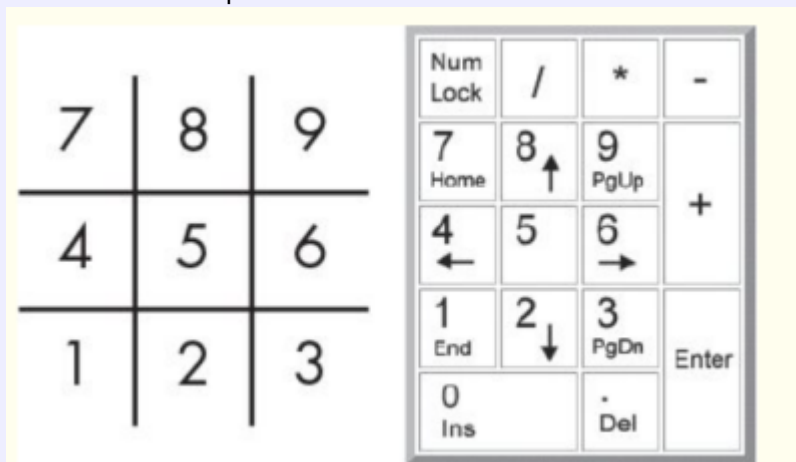 7 8 9
4 5 6
1 2 3
Num Lock / * -
7 Home 8 ↑ 9 PgUp +
4 ← 5 6 →
1 End 2 ↓ 3 PgDn Enter
0 Ins . Del